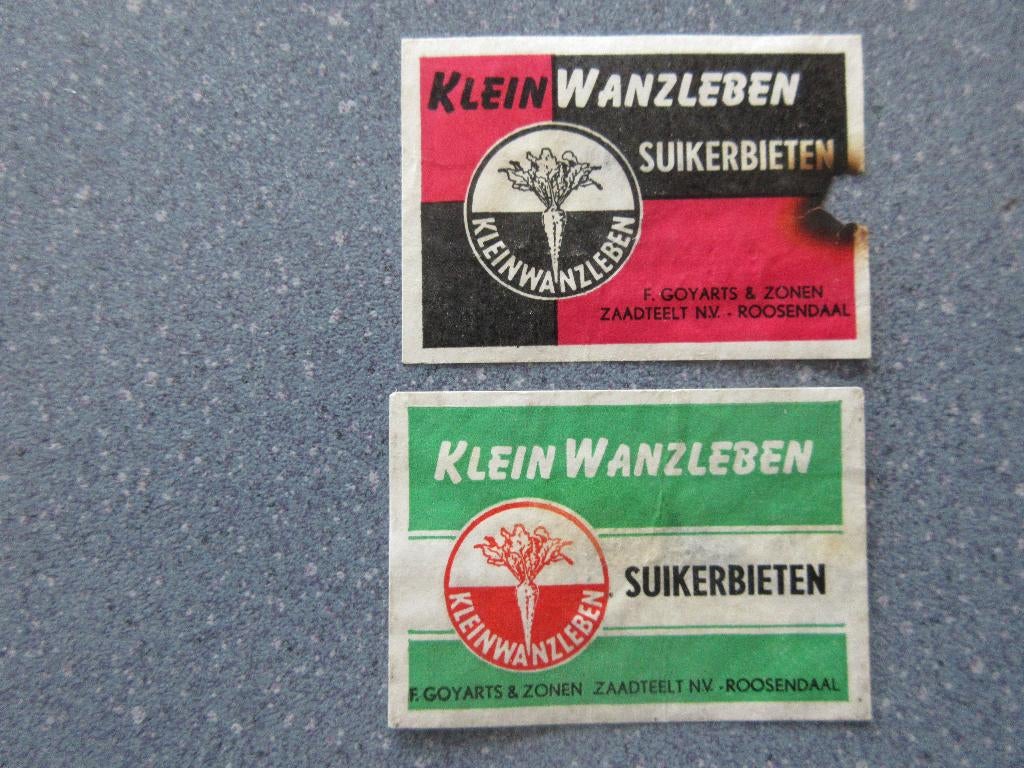 KLEIN WANZLEBEN
SUIKERBIETEN
KLEINWANZLEBEN
F. GOYARTS & ZONEN
ZAADTEELT N.V. - ROOSENDAAL
KLEIN WANZLEBEN
SUIKERBIETEN
KLEINWANZLEBEN
F. GOYARTS & ZONEN ZAADTEELT N.V. - ROOSENDAAL